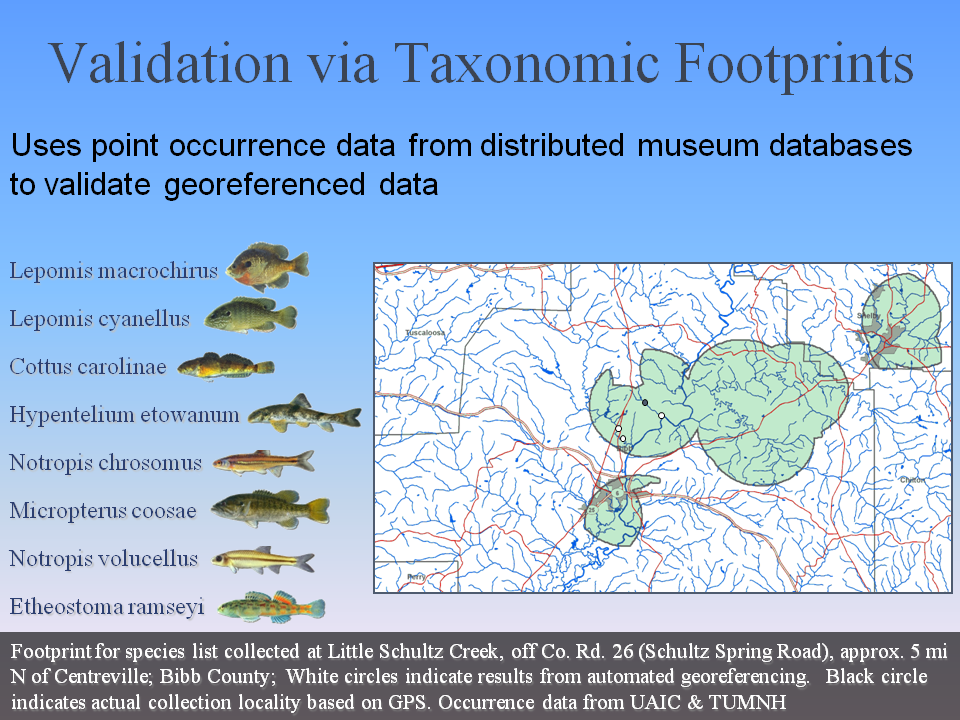 Validation via Taxonomic Footprints
Uses point occurrence data from distributed museum databases
to validate georeferenced data
Lepomis macrochirus
Lepomis cyanellus
Cottus carolinae
Hypentelium etowanum
Notropis chrosomus
Micropterus coosae
Notropis volucellus
Etheostoma ramseyi
Tuscaloosa
Shelby
Bibb
Chilton
Perry
Footprint for species list collected at Little Schultz Creek, off Co. Rd. 26 (Schultz Spring Road), approx. 5 mi
N of Centreville; Bibb County; White circles indicate results from automated georeferencing. Black circle
indicates actual collection locality based on GPS. Occurrence data from UAIC & TUMNH